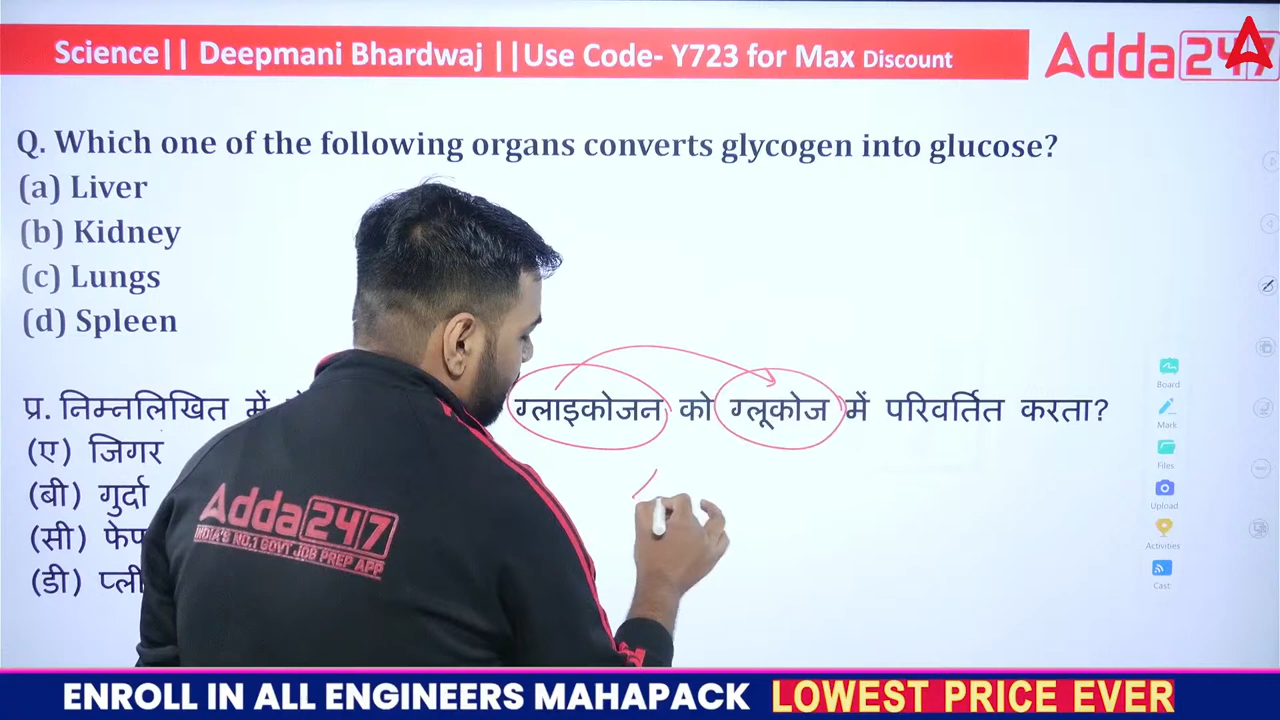 Science|| Deepmani Bhardwaj ||Use Code- Y723 for Max Discount
Adda247
Q. Which one of the following organs converts glycogen into glucose?
(a) Liver
(b) Kidney
(c) Lungs
(d) Spleen
प्र. निम्नलिखित में ग्लाइकोजन को ग्लूकोज में परिवर्तित करता?
(ए) जिगर
(बी) गुर्दा
(सी)
(डी)
Adda247
INDIA'S NO.1 GOVT JOB PREP APP
Board
Mark
Files
Upload
Activities
Cast
ENROLL IN ALL ENGINEERS MAHAPACK LOWEST PRICE EVER